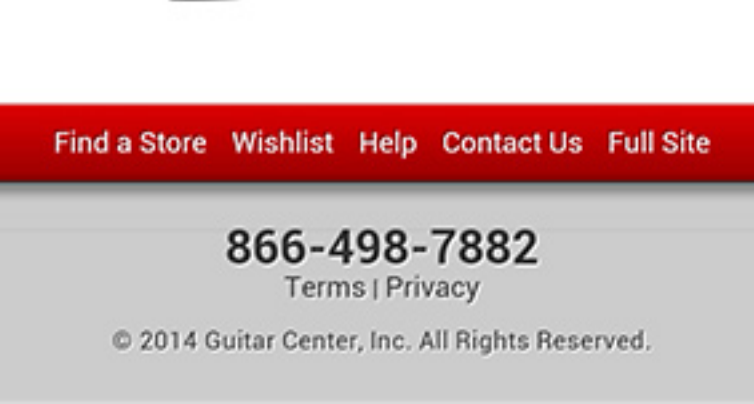 Find a Store Wishlist Help Contact Us Full Site
866-498-7882
Terms | Privacy
© 2014 Guitar Center, Inc. All Rights Reserved.